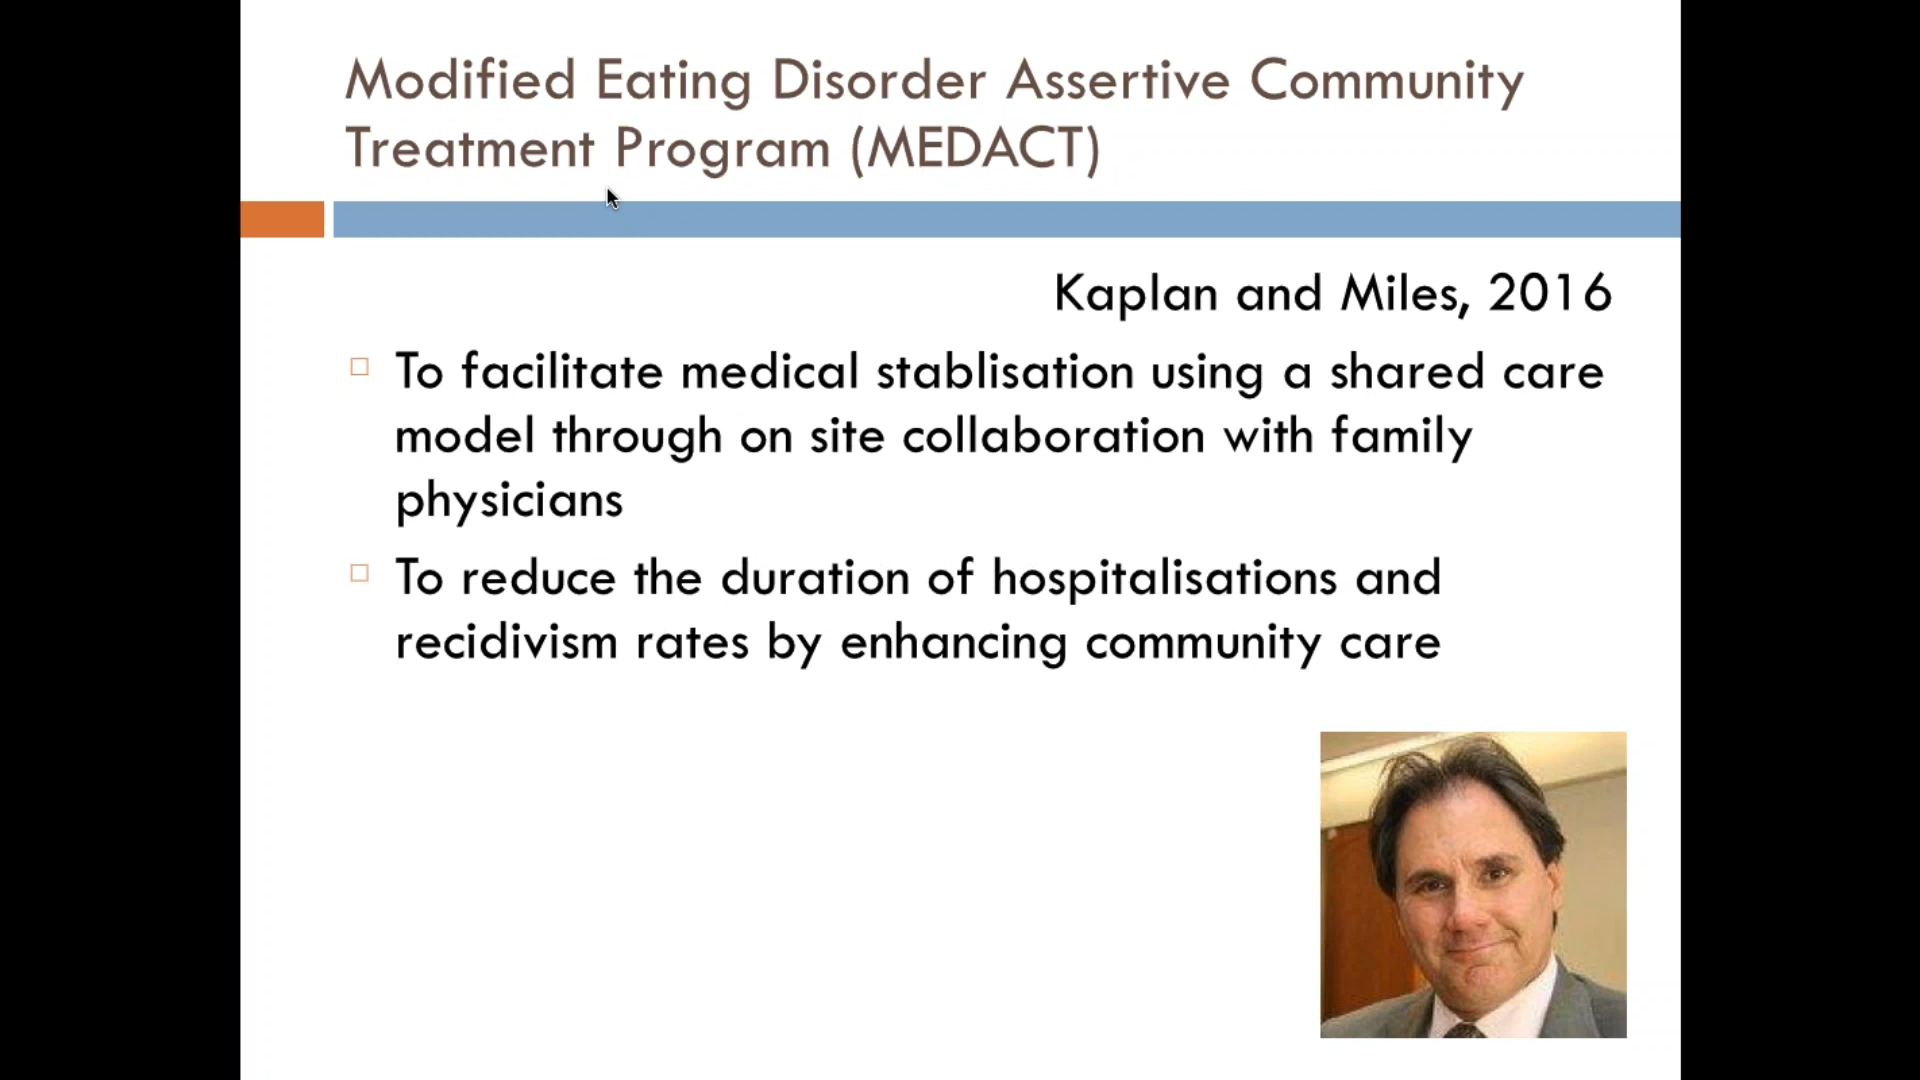 Modified Eating Disorder Assertive Community
Treatment Program (MEDACT)
Kaplan and Miles, 2016
To facilitate medical stablisation using a shared care
model through on site collaboration with family
physicians
To reduce the duration of hospitalisations and
recidivism rates by enhancing community care